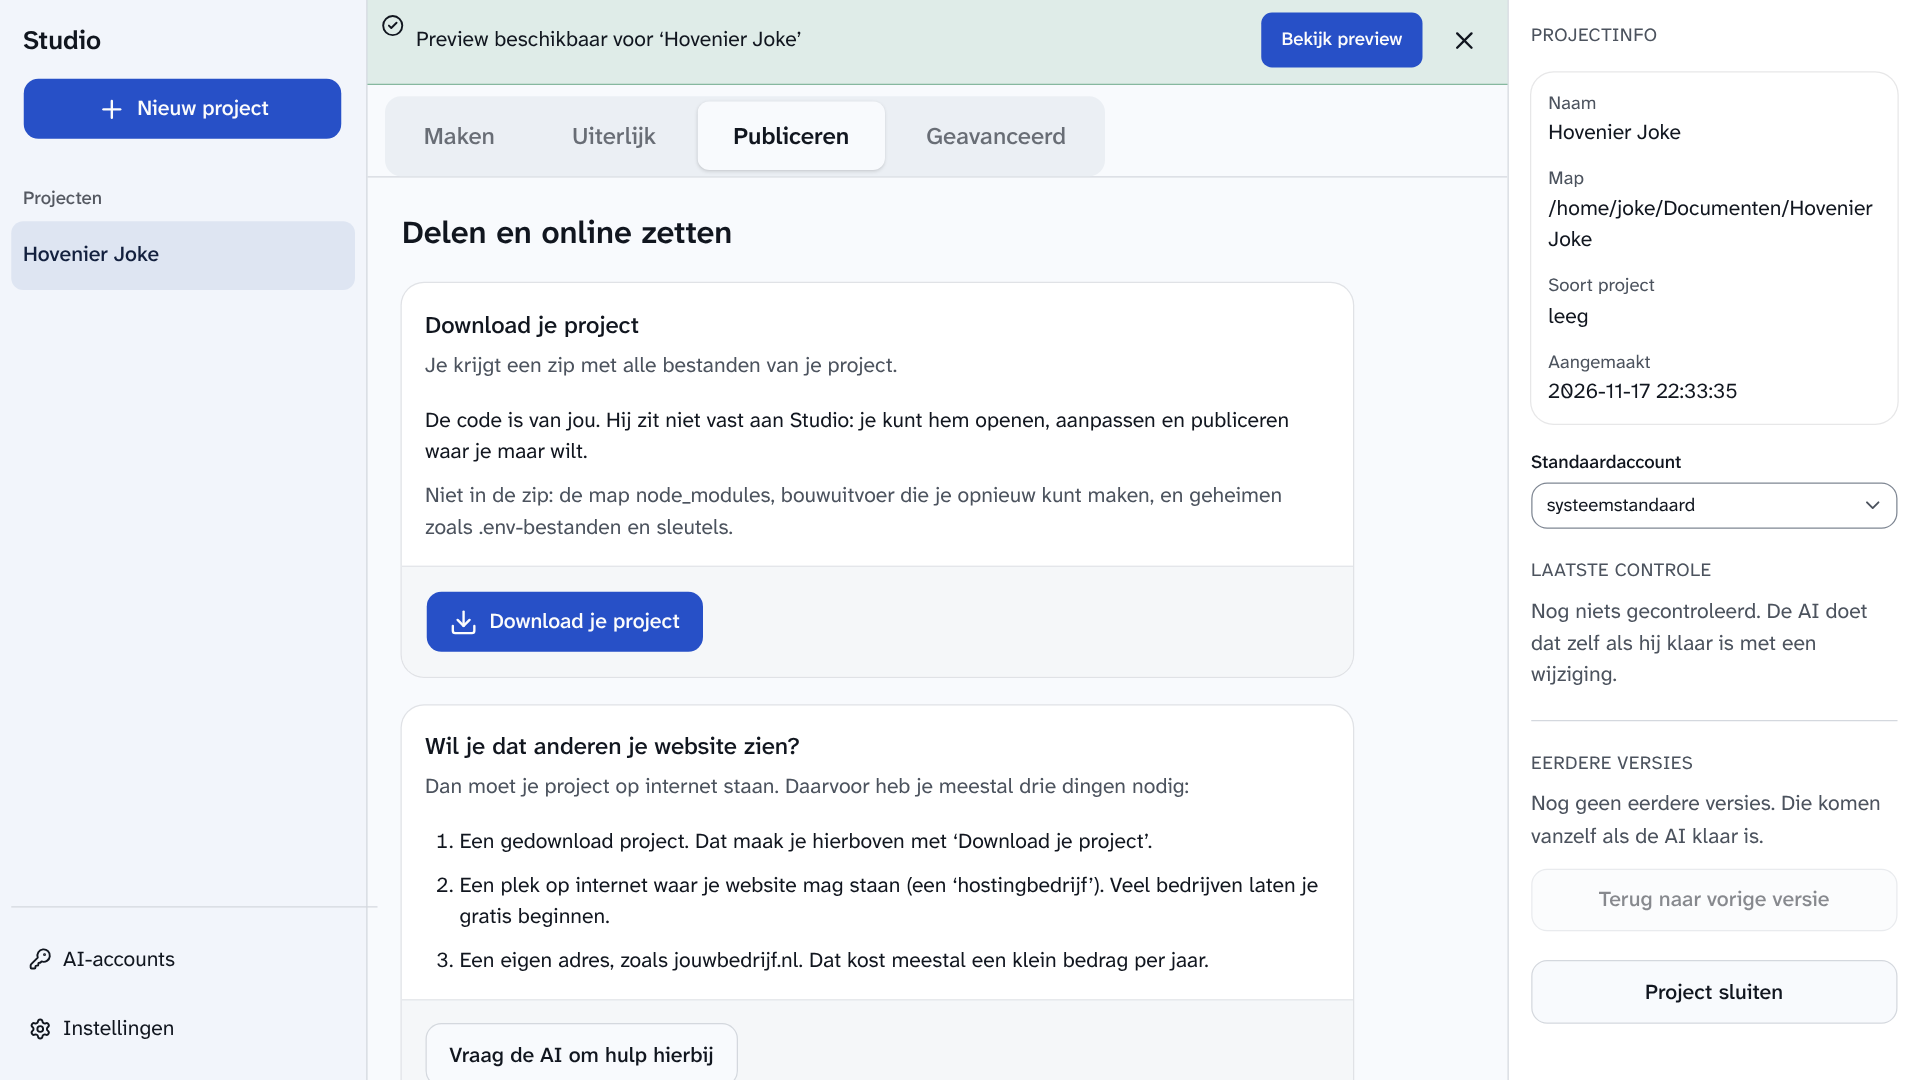 Studio
Nieuw project
Projecten
Hovenier Joke
AI-accounts
Instellingen
Preview beschikbaar voor ‘Hovenier Joke’
Bekijk preview
Maken
Uiterlijk
Publiceren
Geavanceerd
Delen en online zetten
Download je project
Je krijgt een zip met alle bestanden van je project.
De code is van jou. Hij zit niet vast aan Studio: je kunt hem openen, aanpassen en publiceren
waar je maar wilt.
Niet in de zip: de map node_modules, bouwuitvoer die je opnieuw kunt maken, en geheimen
zoals .env-bestanden en sleutels.
Download je project
Wil je dat anderen je website zien?
Dan moet je project op internet staan. Daarvoor heb je meestal drie dingen nodig:
1. Een gedownload project. Dat maak je hierboven met ‘Download je project’.
2. Een plek op internet waar je website mag staan (een ‘hostingbedrijf’). Veel bedrijven laten je
gratis beginnen.
3. Een eigen adres, zoals jouwbedrijf.nl. Dat kost meestal een klein bedrag per jaar.
Vraag de AI om hulp hierbij
PROJECTINFO
Naam
Hovenier Joke
Map
/home/joke/Documenten/Hovenier
Joke
Soort project
leeg
Aangemaakt
2026-11-17 22:33:35
Standaardaccount
systeemstandaard
LAATSTE CONTROLE
Nog niets gecontroleerd. De AI doet
dat zelf als hij klaar is met een
wijziging.
EERDERE VERSIES
Nog geen eerdere versies. Die komen
vanzelf als de AI klaar is.
Terug naar vorige versie
Project sluiten